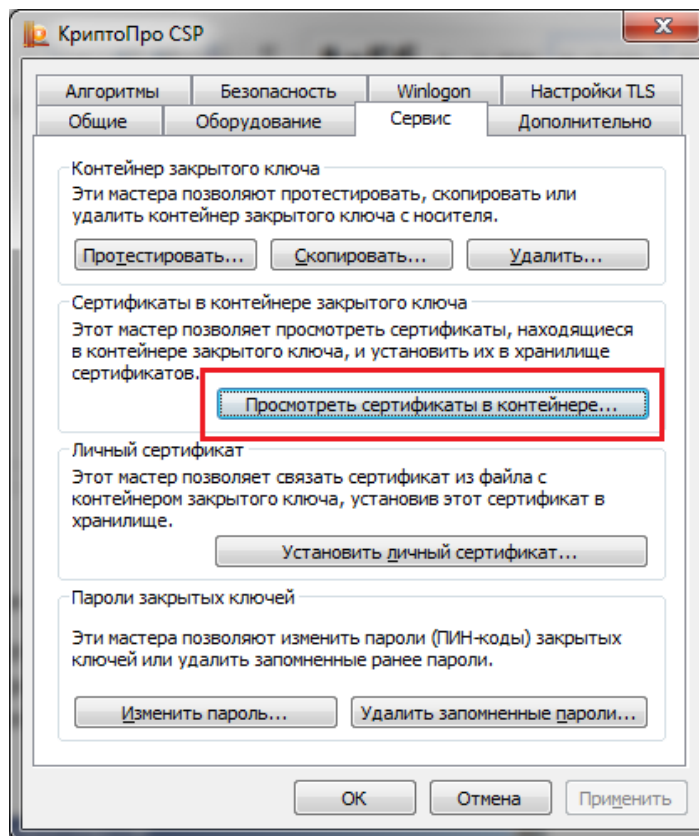 КриптоПро CSP
Алгоритмы Безопасность Winlogon Настройки TLS
Общие Оборудование Сервис Дополнительно
Контейнер закрытого ключа
Эти мастера позволяют протестировать, скопировать или
удалить контейнер закрытого ключа с носителя.
Протестировать... Скопировать... Удалить...
Сертификаты в контейнере закрытого ключа
Этот мастер позволяет просмотреть сертификаты, находящиеся
в контейнере закрытого ключа, и установить их в хранилище
сертификатов.
Просмотреть сертификаты в контейнере...
Личный сертификат
Этот мастер позволяет связать сертификат из файла с
контейнером закрытого ключа, установив этот сертификат в
хранилище.
Установить личный сертификат...
Пароли закрытых ключей
Эти мастера позволяют изменить пароли (ПИН-коды) закрытых
ключей или удалить запомненные ранее пароли.
Изменить пароль... Удалить запомненные пароли...
ОК Отмена Применить